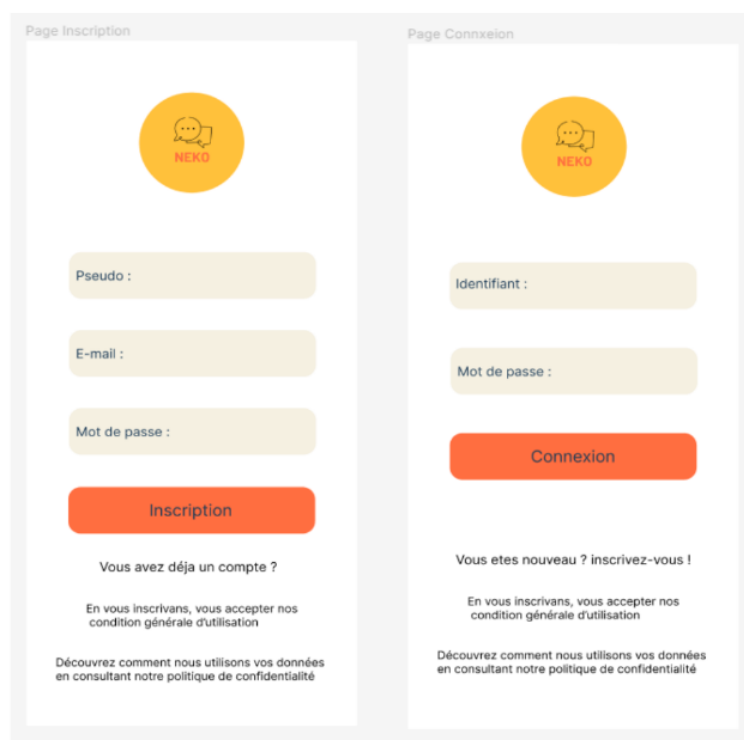 Page Inscription
NEKO
Pseudo :
E-mail :
Mot de passe :
Inscription
Vous avez déja un compte ?
En vous inscrivans, vous accepter nos
condition générale d'utilisation
Découvrez comment nous utilisons vos données
en consultant notre politique de confidentialité
Page Connxeion
NEKO
Identifiant :
Mot de passe :
Connexion
Vous etes nouveau ? inscrivez-vous !
En vous inscrivans, vous accepter nos
condition générale d'utilisation
Découvrez comment nous utilisons vos données
en consultant notre politique de confidentialité